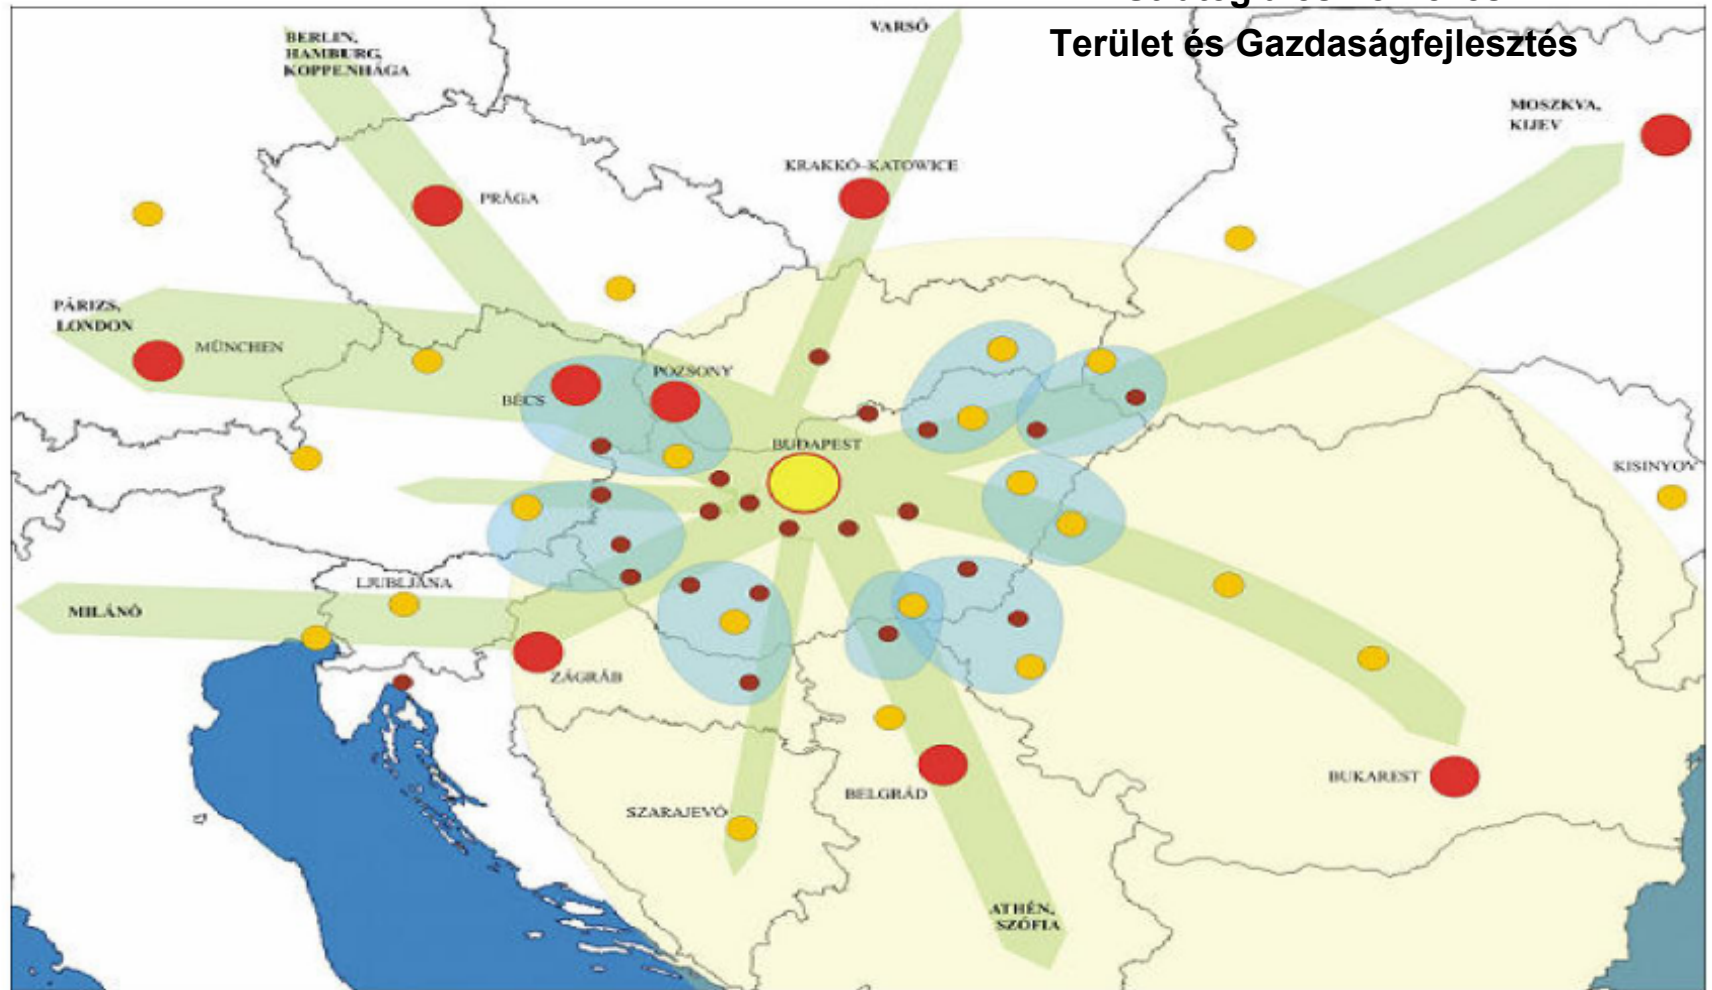 Terület és Gazdaságfejlesztés
BERLIN,
HAMBURG,
KOPPENHÁGA
VARSÓ
MOSZKVA,
KIJEV
KRAKKÓ-KATOWICE
PRÁGA
PÁRIZS,
LONDON
MÜNCHEN
POZSONY
BÉCS
BUDAPEST
KISINYOV
LJUBLJANA
MILÁNÓ
ZÁGRÁB
BUKAREST
BELGRÁD
SZARAJEVÓ
ATHÉN,
SZÓFIA